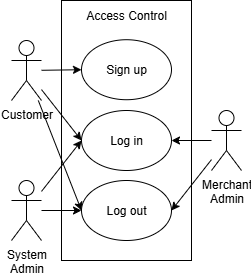 Access Control
Sign up
Customer
Log in
Merchant
Admin
Log out
System
Admin